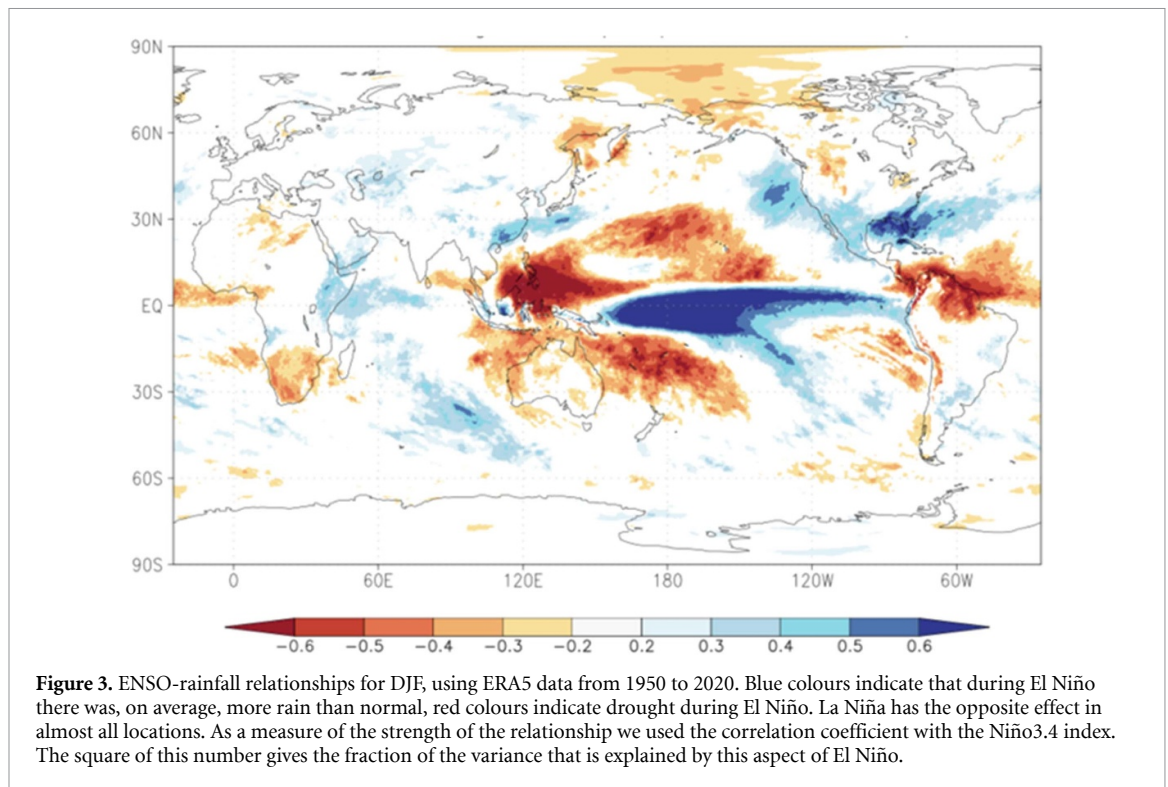 90N
60N
30N
EQ
30S
60S
90S
0 60E 120E 180 120W 60W
−0.6 −0.5 −0.4 −0.3 −0.2 0.2 0.3 0.4 0.5 0.6
Figure 3. ENSO-rainfall relationships for DJF, using ERA5 data from 1950 to 2020. Blue colours indicate that during El Niño
there was, on average, more rain than normal, red colours indicate drought during El Niño. La Niña has the opposite effect in
almost all locations. As a measure of the strength of the relationship we used the correlation coefficient with the Niño3.4 index.
The square of this number gives the fraction of the variance that is explained by this aspect of El Niño.